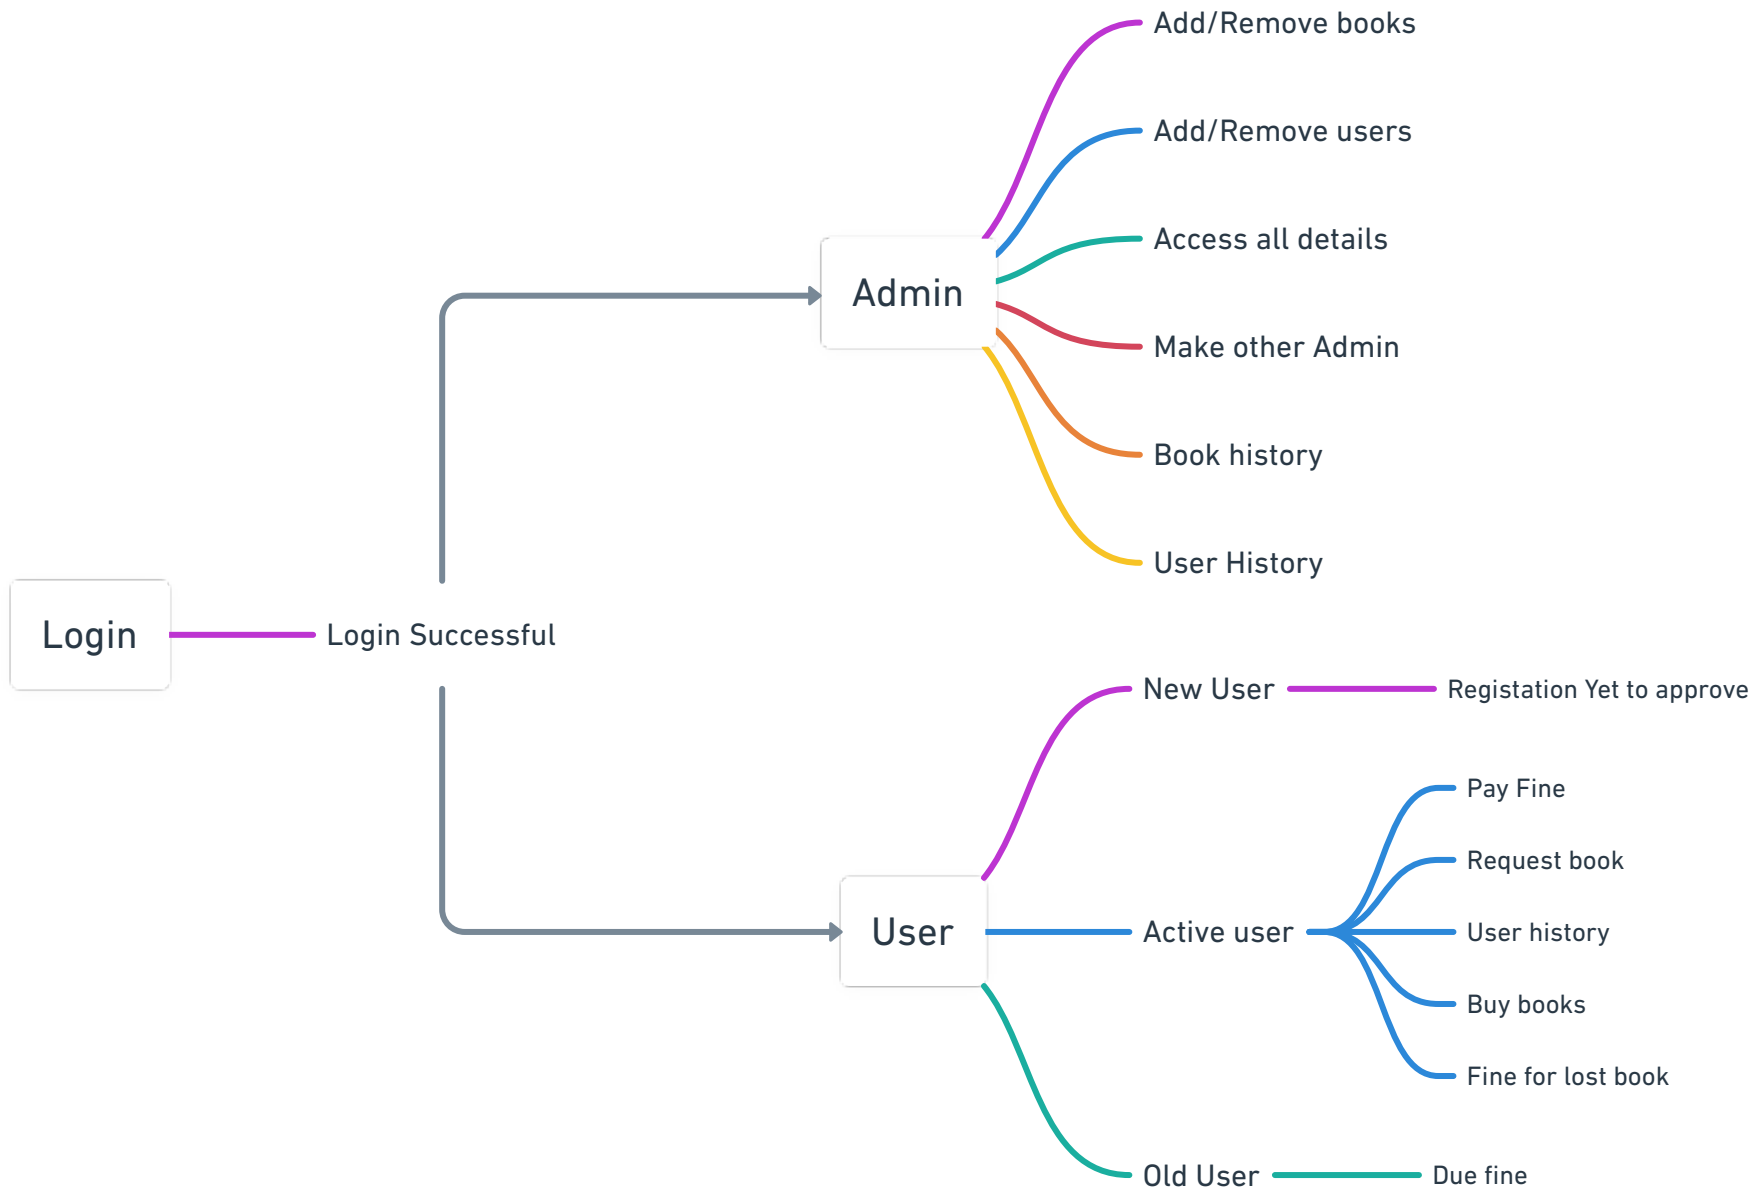 Add/Remove books
Add/Remove users
Access all details
Admin
Make other Admin
Book history
User History
Login
Login Successful
New User
Registation Yet to approve
Pay Fine
Request book
User
Active user
User history
Buy books
Fine for lost book
Old User
Due fine